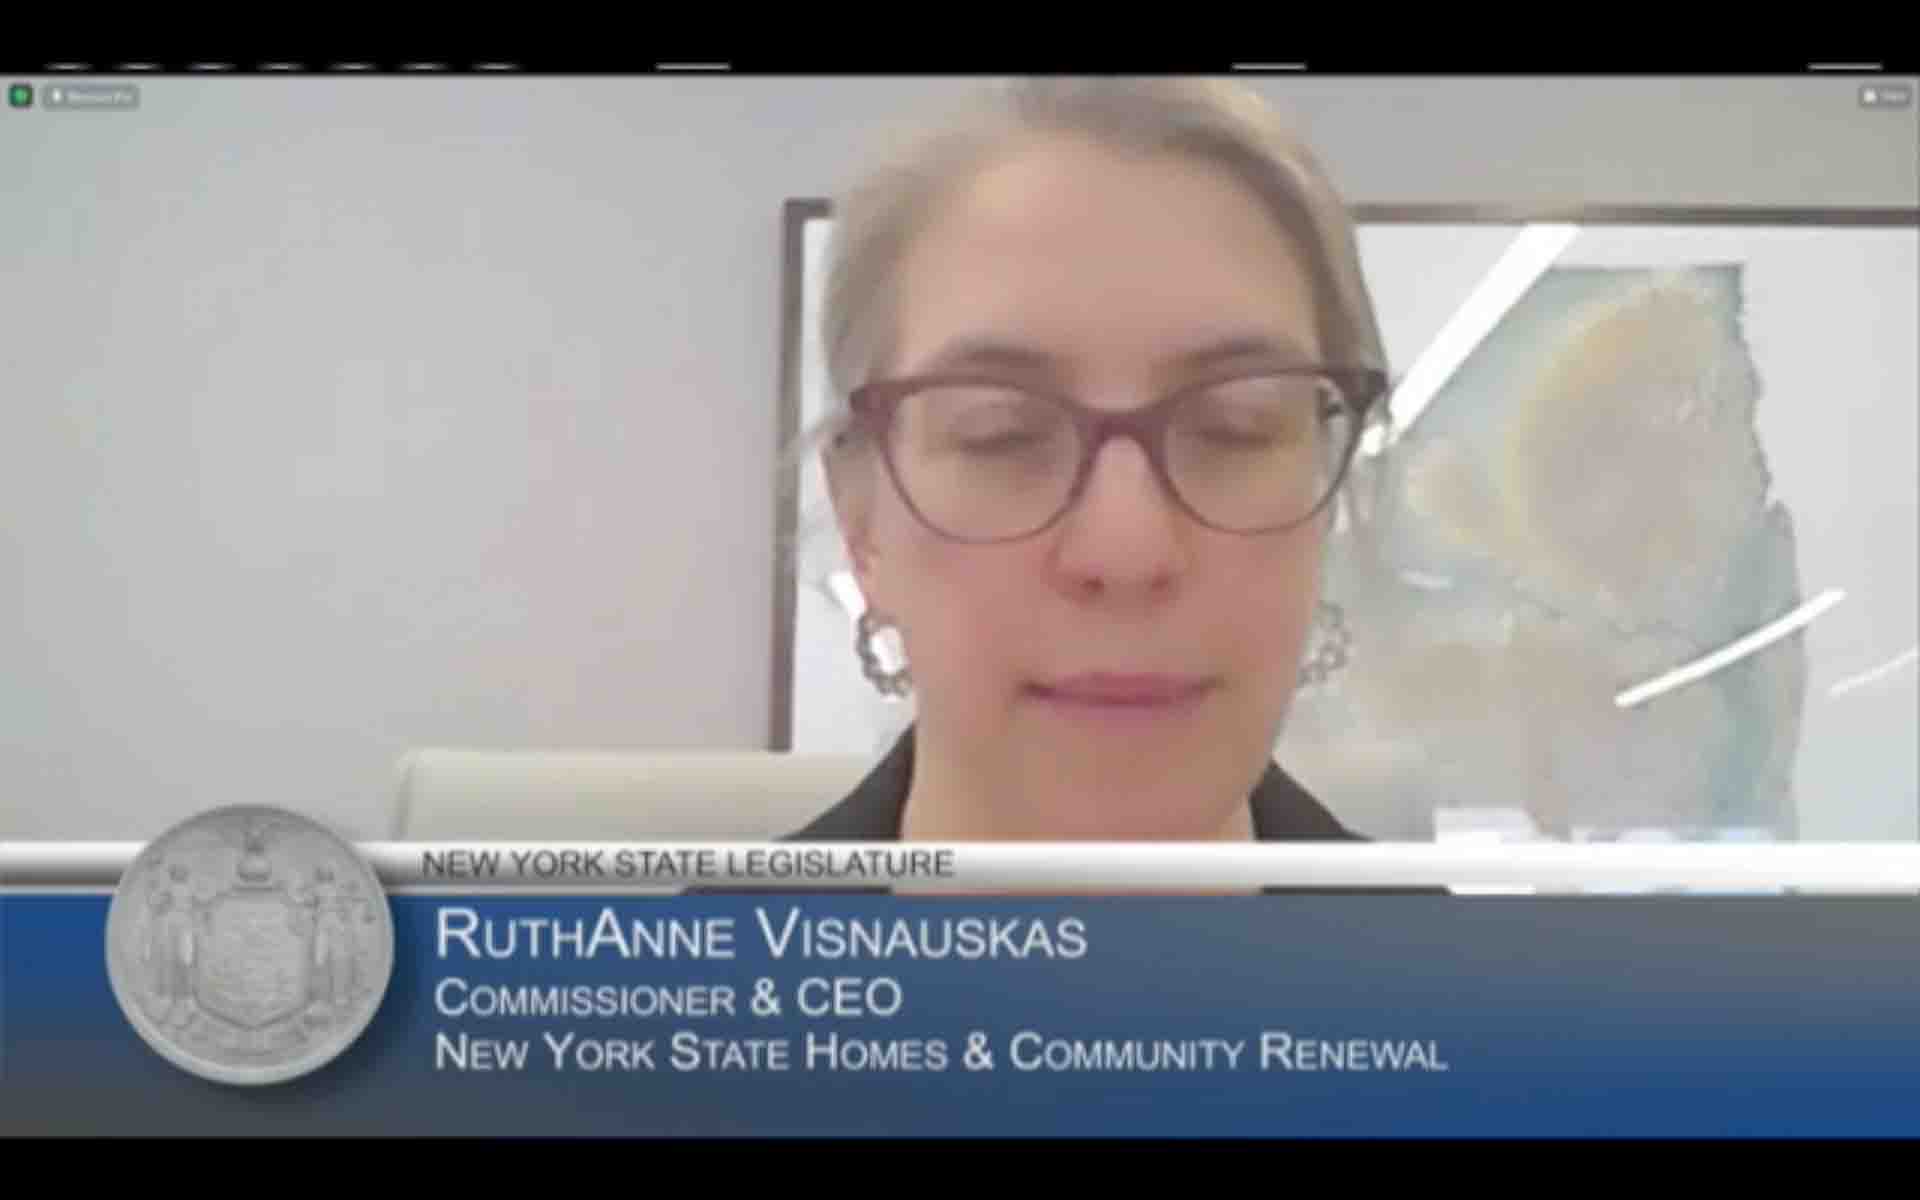 NEW YORK STATE LEGISLATURE
RUTHANNE VISNAUSKAS
COMMISSIONER & CEO
NEW YORK STATE HOMES & COMMUNITY RENEWAL